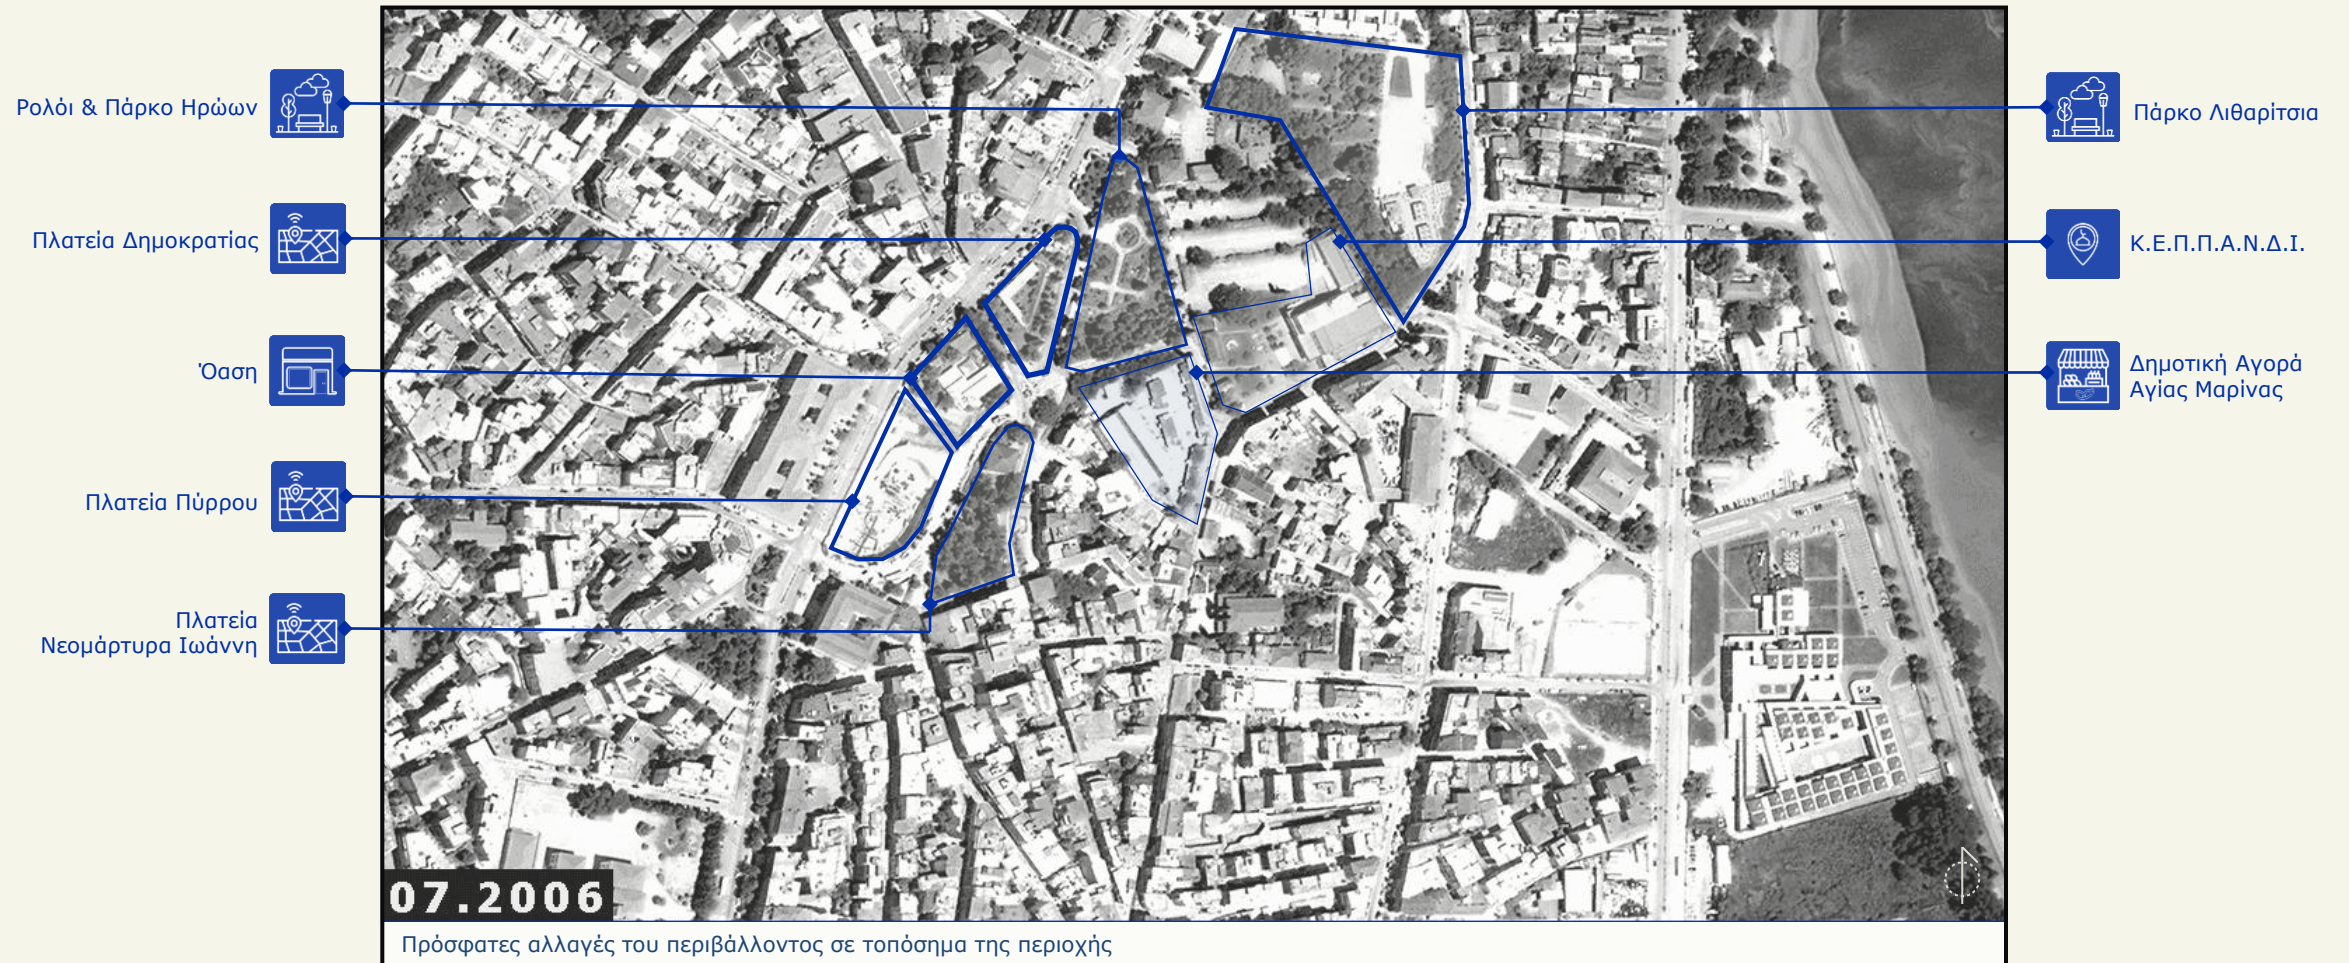 Ρολόι & Πάρκο Ηρώων
Πλατεία Δημοκρατίας
Όαση
Πλατεία Πύρρου
Πλατεία
Νεομάρτυρα Ιωάννη
Πάρκο Λιθαρίτσια
Κ.Ε.Π.Π.Α.Ν.Δ.Ι.
Δημοτική Αγορά
Αγίας Μαρίνας
07.2006
Πρόσφατες αλλαγές του περιβάλλοντος σε τοπόσημα της περιοχής